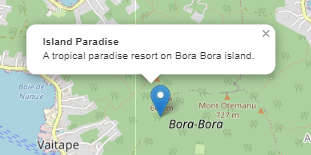 Island Paradise
A tropical paradise resort on Bora Bora island.
Baie de
Nunue
Mont Otemanu
727 m
Bora-Bora
Vaitape